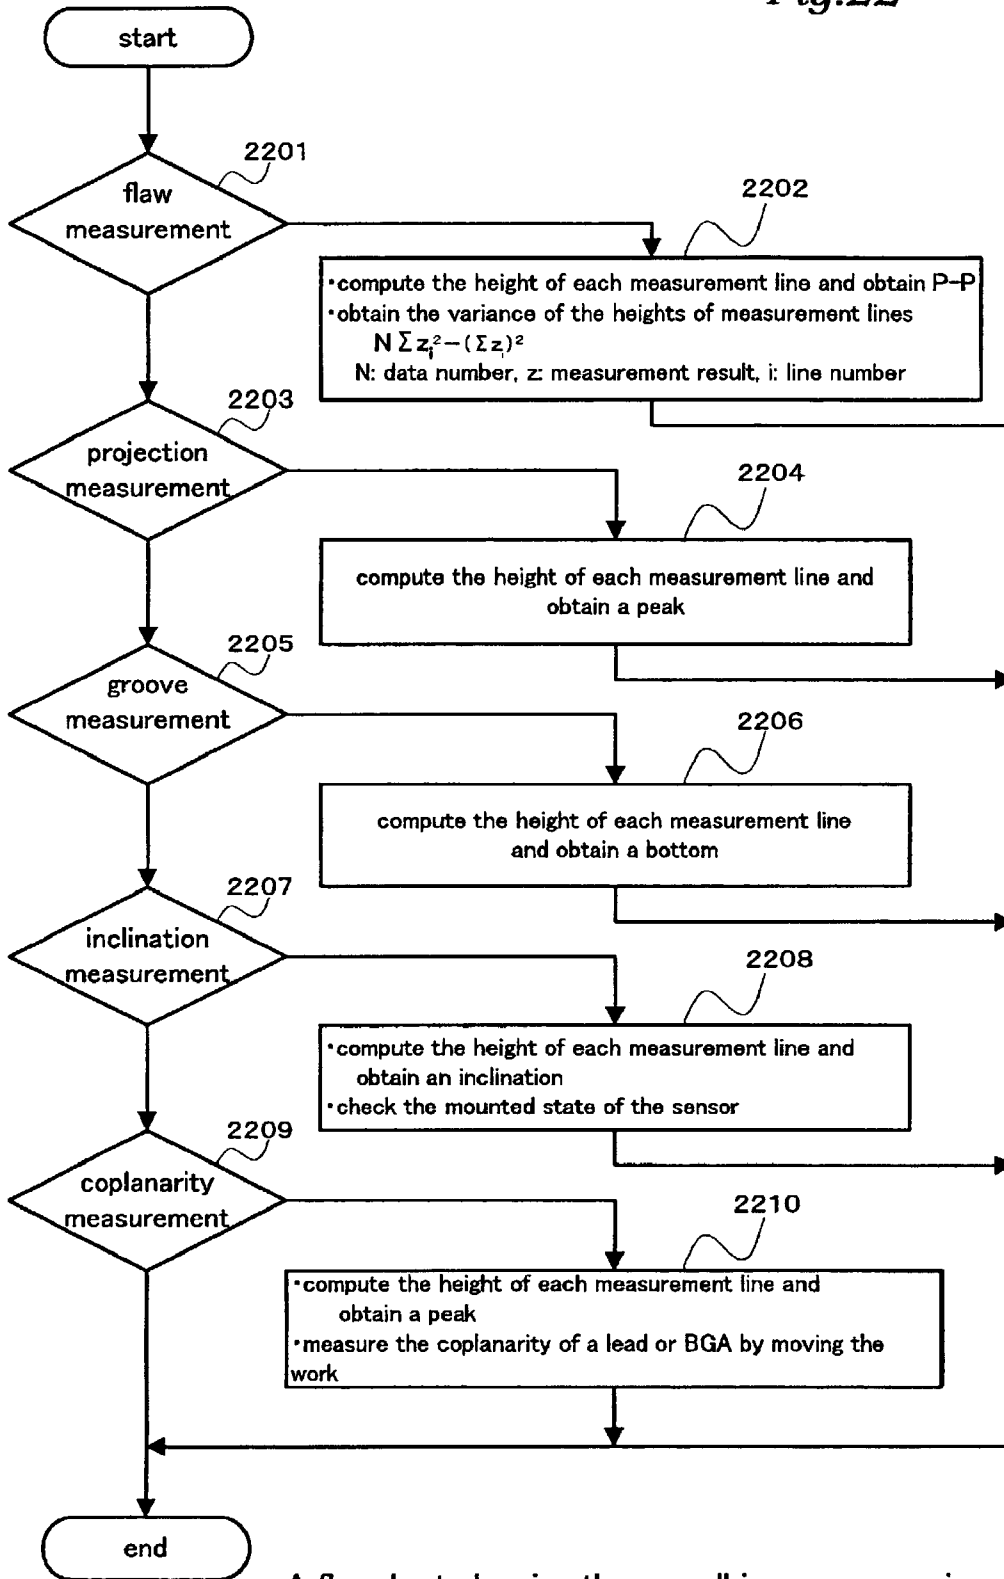 Fig.22
start
2201
flaw
measurement
2202
・compute the height of each measurement line and obtain P-P
・obtain the variance of the heights of measurement lines
N Σ zᵢ²-(Σz)²
N: data number, z: measurement result, i: line number
2203
projection
measurement
2204
compute the height of each measurement line and
obtain a peak
2205
groove
measurement
2206
compute the height of each measurement line
and obtain a bottom
2207
inclination
measurement
2208
・compute the height of each measurement line and
obtain an inclination
・check the mounted state of the sensor
2209
coplanarity
measurement
2210
・compute the height of each measurement line and
obtain a peak
・measure the coplanarity of a lead or BGA by moving the
work
end